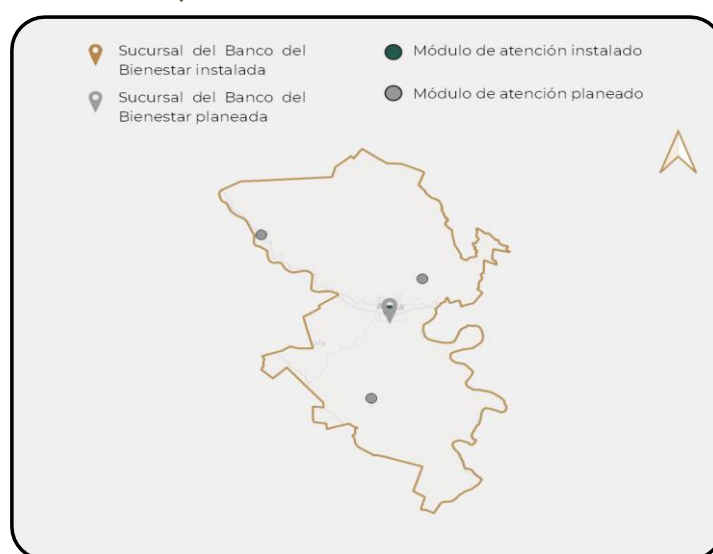 Sucursal del Banco del
Bienestar instalada
Sucursal del Banco del
Bienestar planeada
Módulo de atención instalado
Módulo de atención planeado